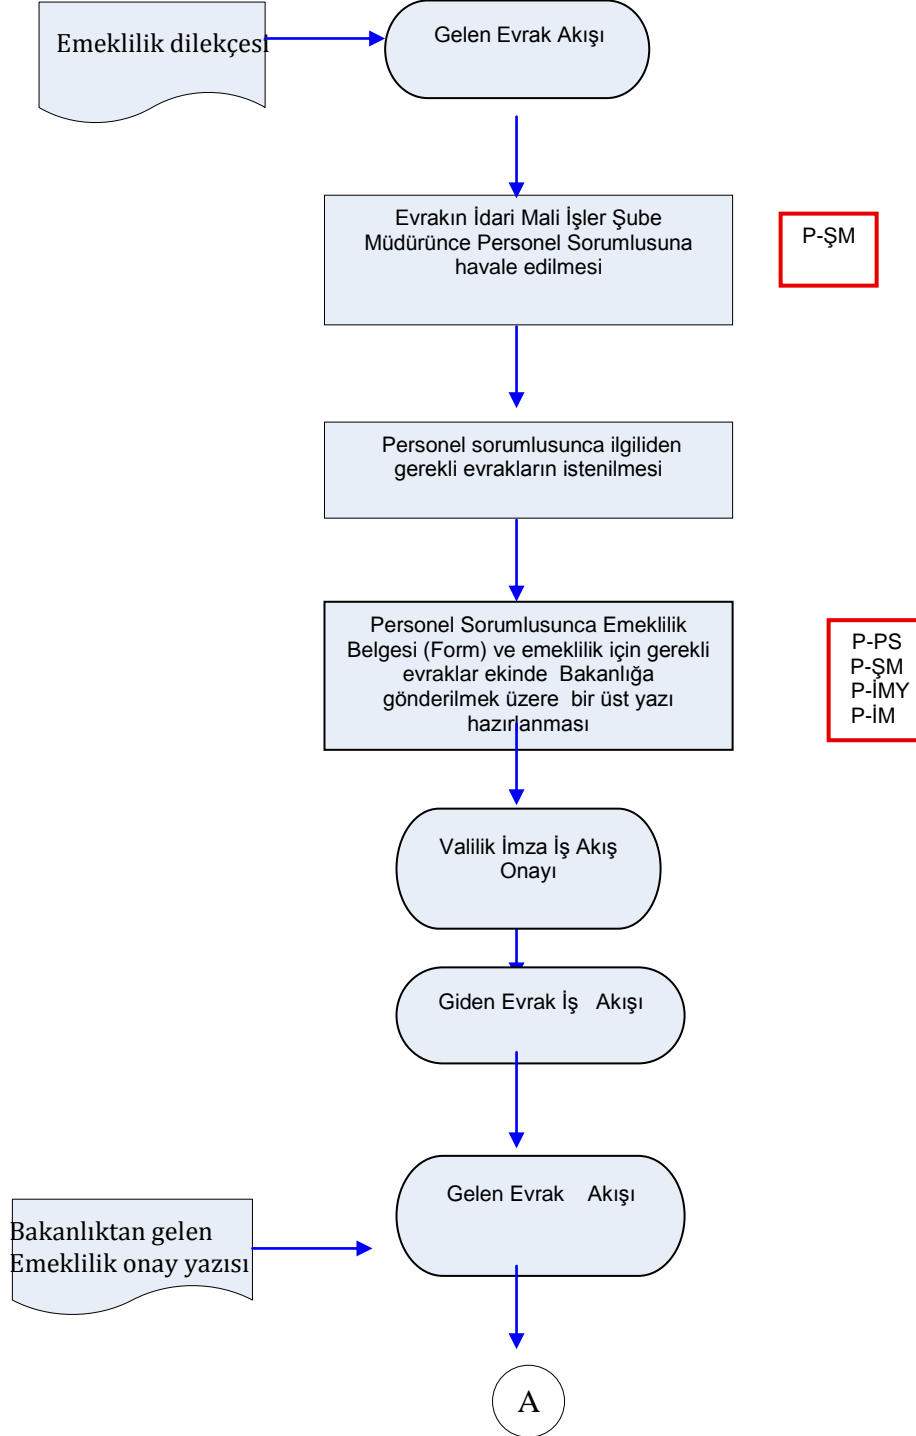 Emeklilik dilekçesi
Gelen Evrak Akışı
Evrakın İdari Mali İşler Şube
Müdürünce Personel Sorumlusuna
havale edilmesi
P-ŞM
Personel sorumlusunca ilgiliden
gerekli evrakların istenilmesi
Personel Sorumlusunca Emeklilik
Belgesi (Form) ve emeklilik için gerekli
evraklar ekinde Bakanlığa
gönderilmek üzere bir üst yazı
hazırlanması
P-PS
P-ŞM
P-İMY
P-İM
Valilik İmza İş Akış
Onayı
Giden Evrak İş Akışı
Gelen Evrak Akışı
Bakanlıktan gelen
Emeklilik onay yazısı
A